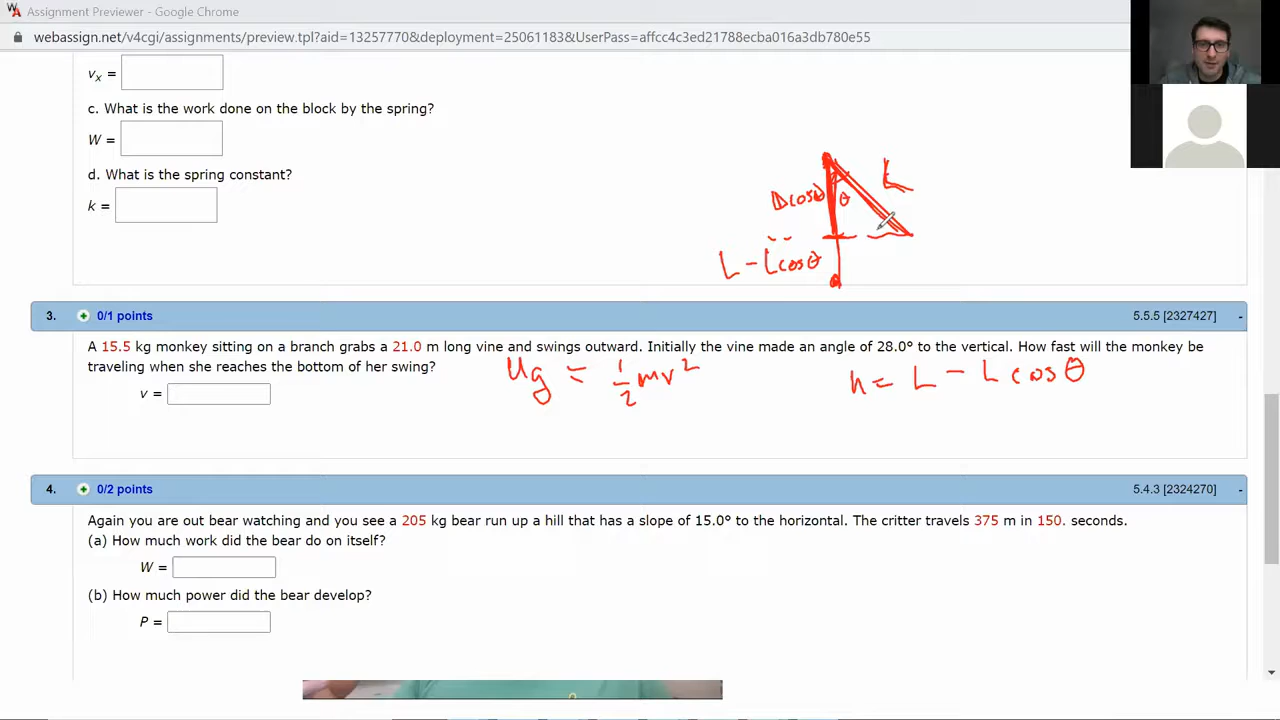 Assignment Previewer - Google Chrome
webassign.net/v4cgi/assignments/preview.tpl?aid=13257770&deployment=25061183&UserPass=affcc4c3ed21788ecba016a3db780e55
vx =
c. What is the work done on the block by the spring?
W =
d. What is the spring constant?
k =
L
L cosθ
θ
L - L cosθ
3. 0/1 points 5.5.5 [2327427] -
A 15.5 kg monkey sitting on a branch grabs a 21.0 m long vine and swings outward. Initially the vine made an angle of 28.0° to the vertical. How fast will the monkey be
traveling when she reaches the bottom of her swing?
Ug = 1/2 mv²
h = L - L cos θ
v =
4. 0/2 points 5.4.3 [2324270] -
Again you are out bear watching and you see a 205 kg bear run up a hill that has a slope of 15.0° to the horizontal. The critter travels 375 m in 150. seconds.
(a) How much work did the bear do on itself?
W =
(b) How much power did the bear develop?
P =